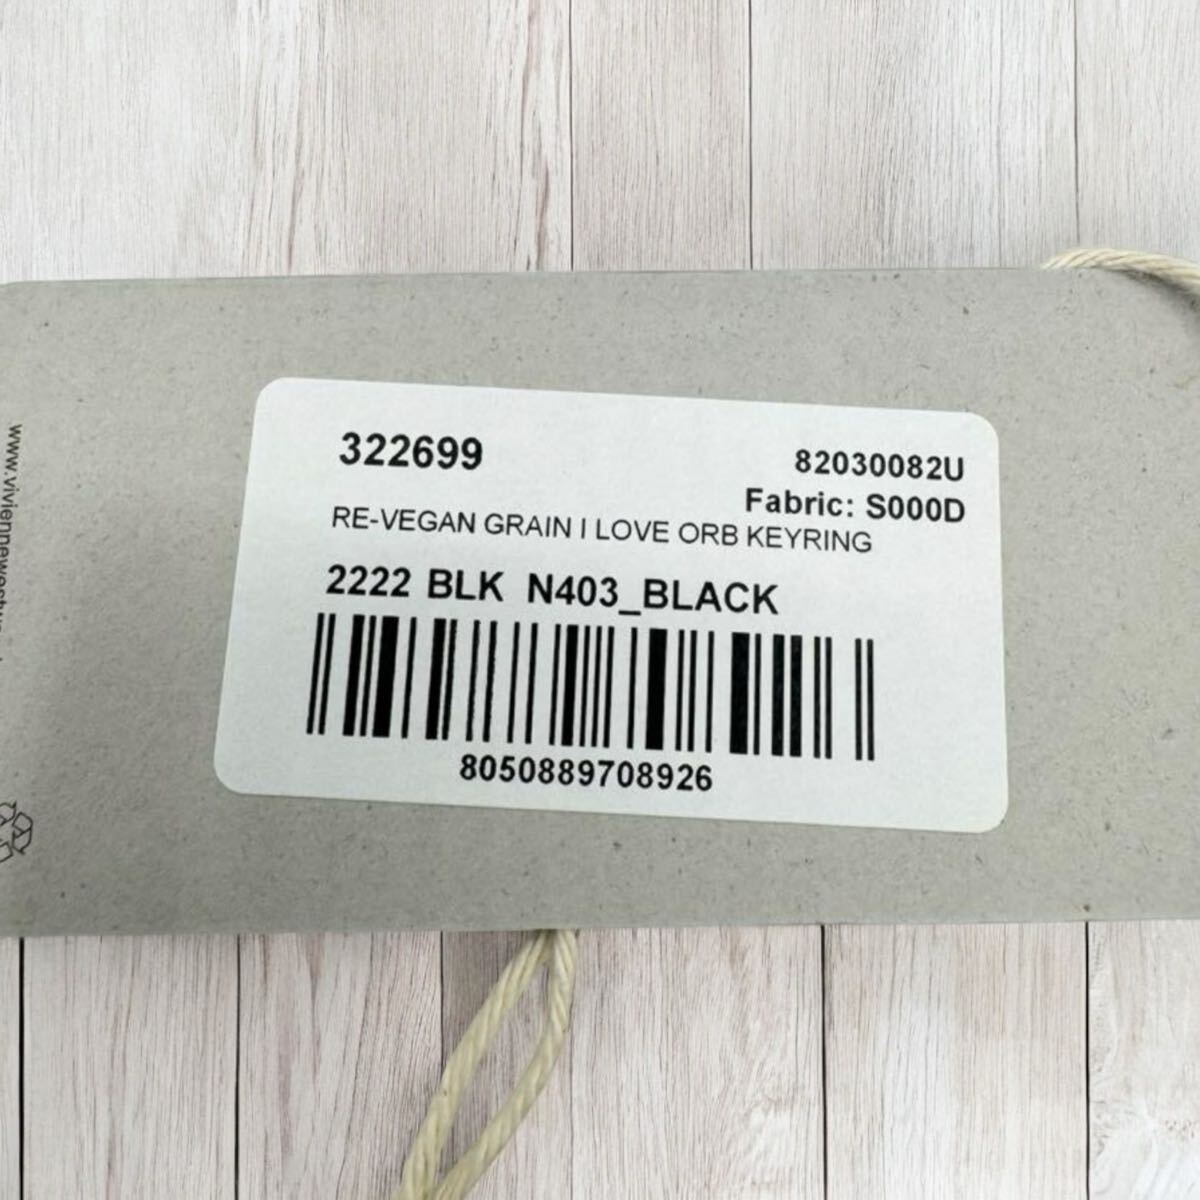 322699
82030082U
Fabric: S000D
RE-VEGAN GRAIN I LOVE ORB KEYRING
2222 BLK N403_BLACK
8050889708926